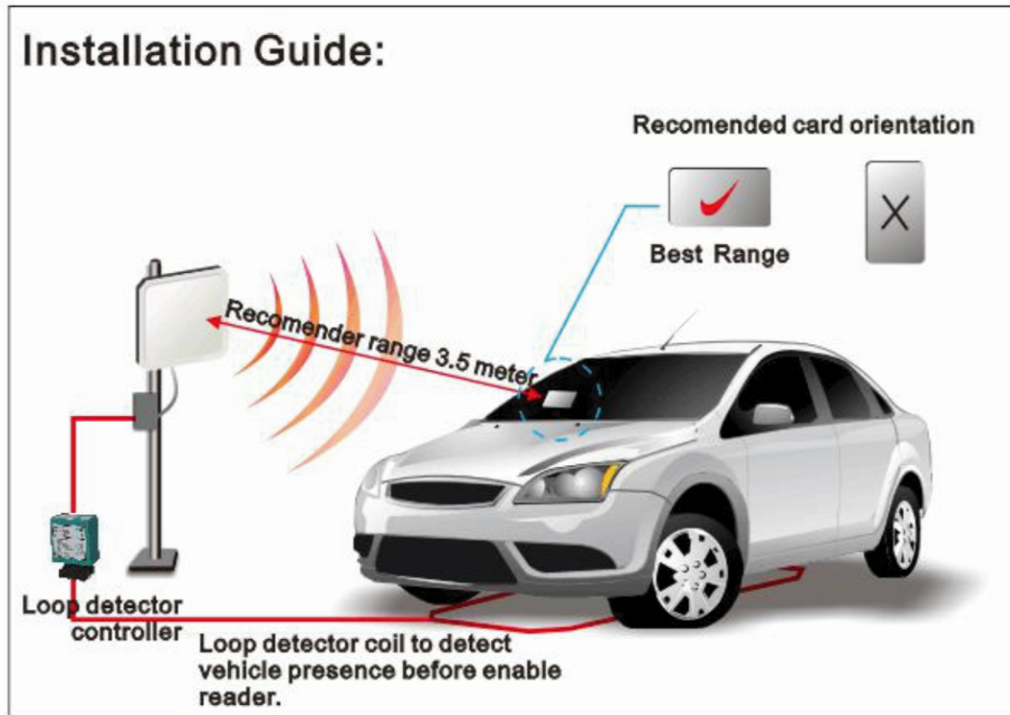 Installation Guide:
Recomended card orientation
Best Range
Recomender range 3.5 meter
Loop detector
controller
Loop detector coil to detect
vehicle presence before enable
reader.